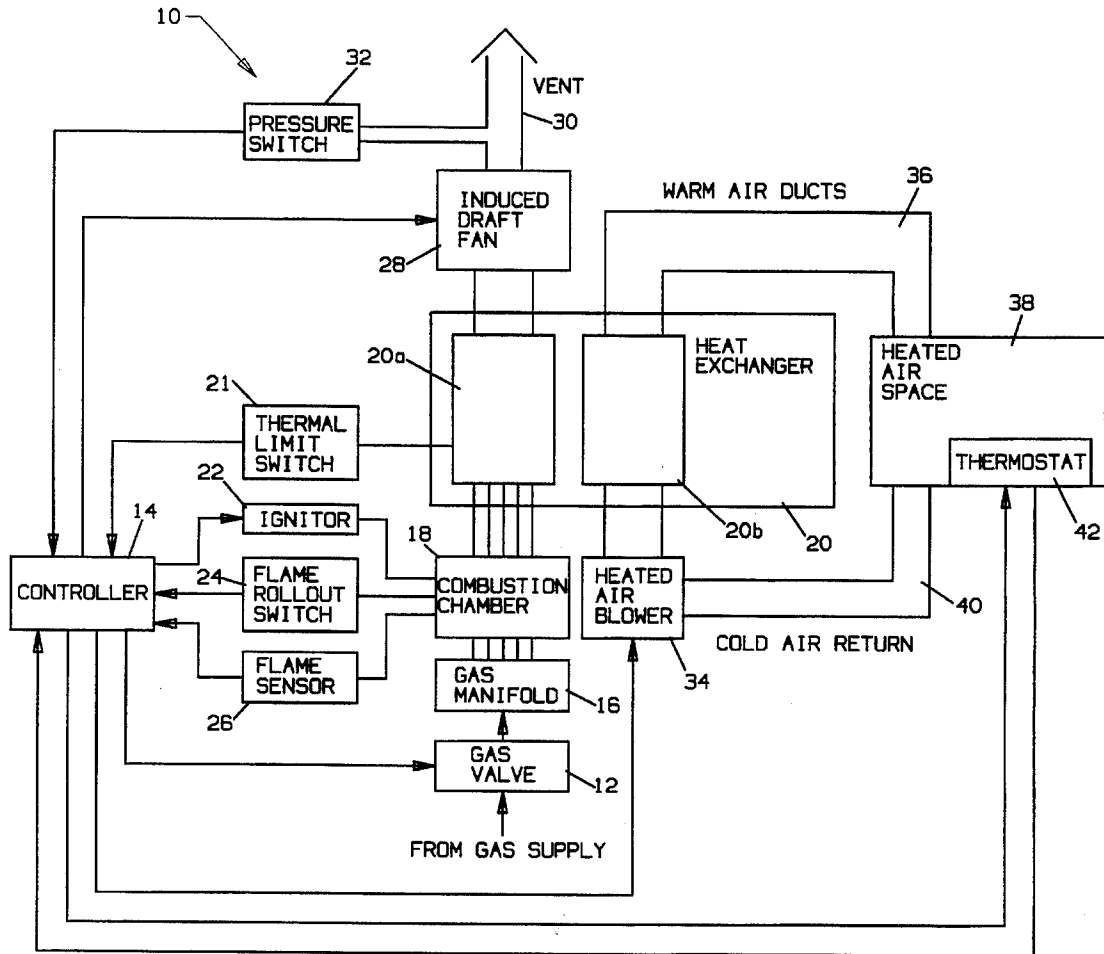 10
32
VENT
PRESSURE
SWITCH
30
INDUCED
DRAFT
FAN
28
WARM AIR DUCTS
36
38
20a
HEAT
EXCHANGER
HEATED
AIR
SPACE
21
THERMAL
LIMIT
SWITCH
THERMOSTAT
22
IGNITOR
20b
20
42
14
18
CONTROLLER
24
FLAME
ROLLOUT
SWITCH
COMBUSTION
CHAMBER
HEATED
AIR
BLOWER
40
COLD AIR RETURN
FLAME
SENSOR
26
GAS
MANIFOLD
16
34
GAS
VALVE
12
FROM GAS SUPPLY